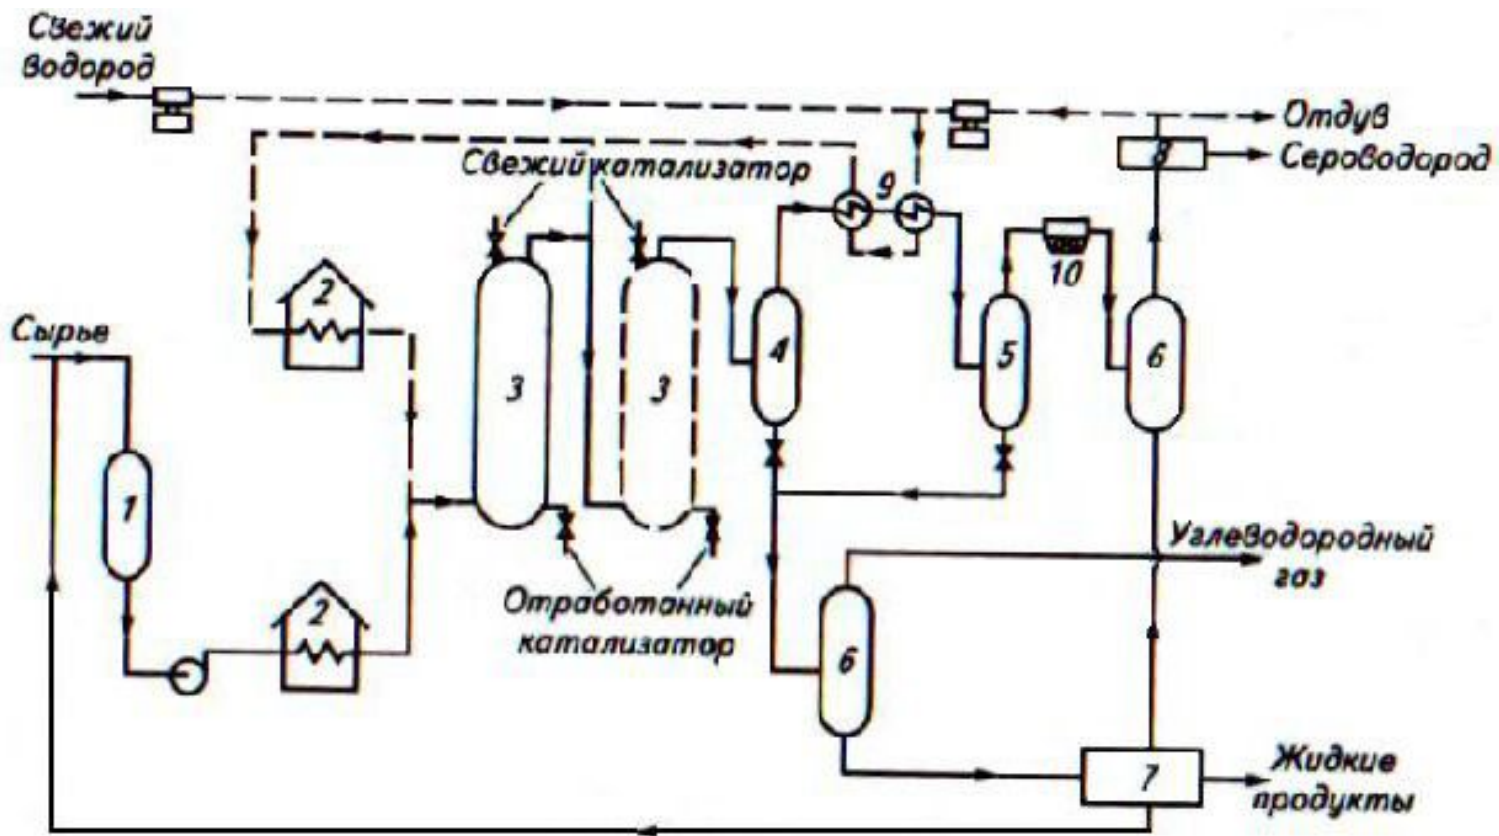 Свежий
водород
Отдув
8
Сероводород
Свежий катализатор
9
10
2
Сырье
3
3
4
5
6
1
Углеводородный
газ
2
Отработанный
катализатор
6
7
Жидкие
продукты